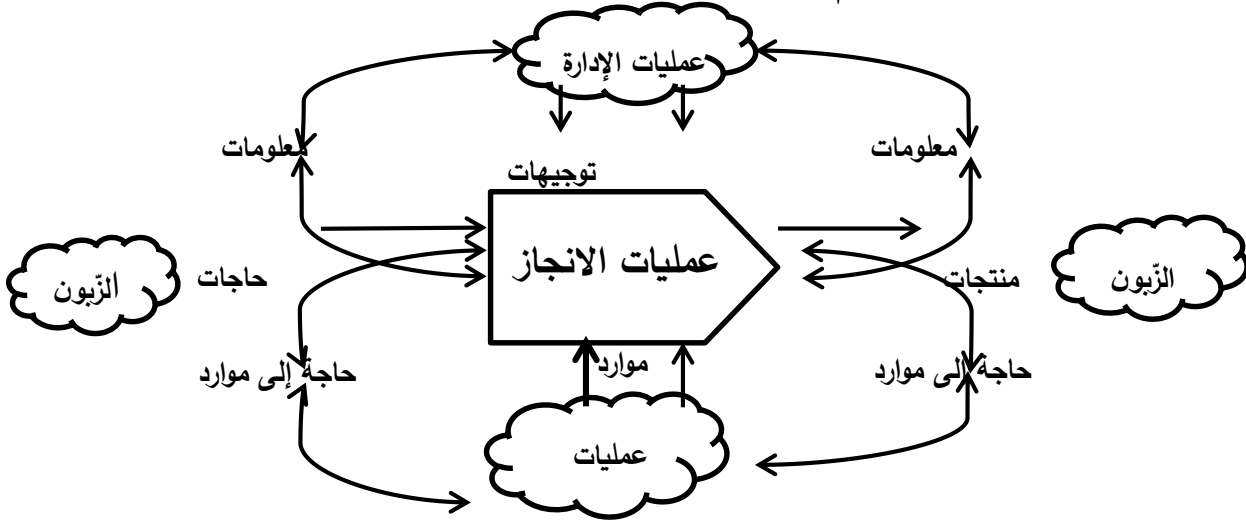 عمليات الإدارة
معلومات
معلومات
توجيهات
عمليات الانجاز
الزّبون
منتجات
حاجات
الزّبون
موارد
حاجة إلى موارد
حاجة إلى موارد
عمليات